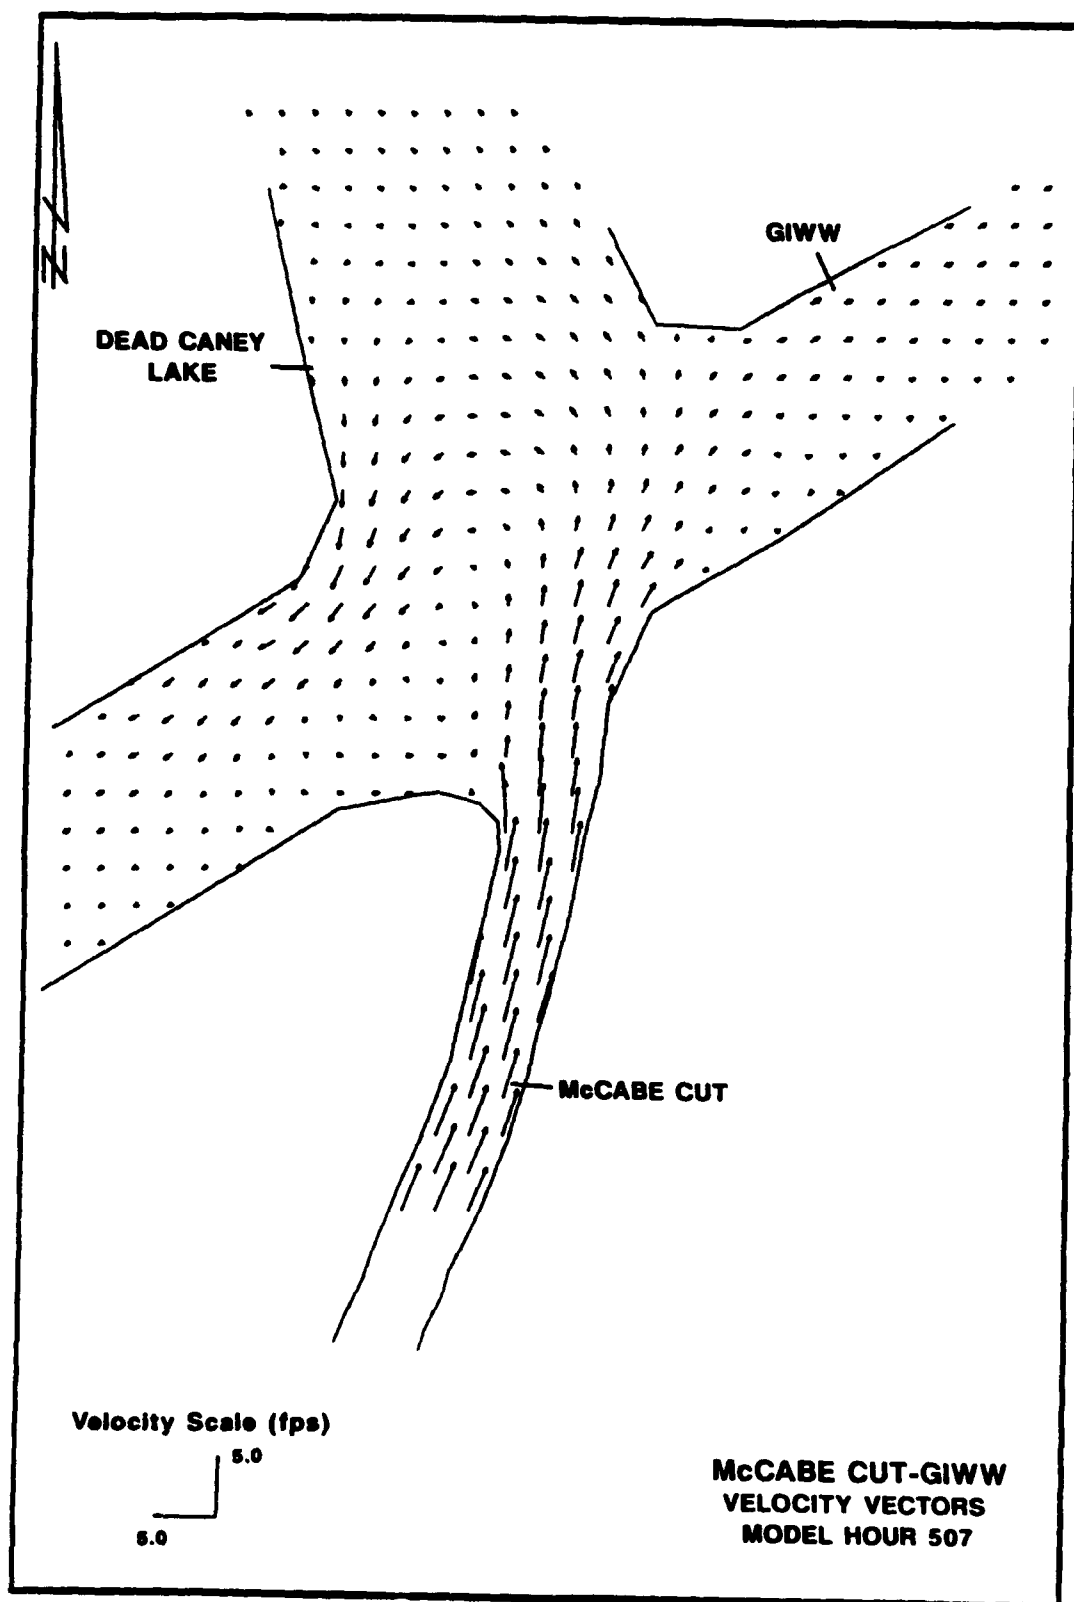 N
GIWW
DEAD CANEY
LAKE
McCABE CUT
Velocity Scale (fps)
5.0
5.0
McCABE CUT-GIWW
VELOCITY VECTORS
MODEL HOUR 507